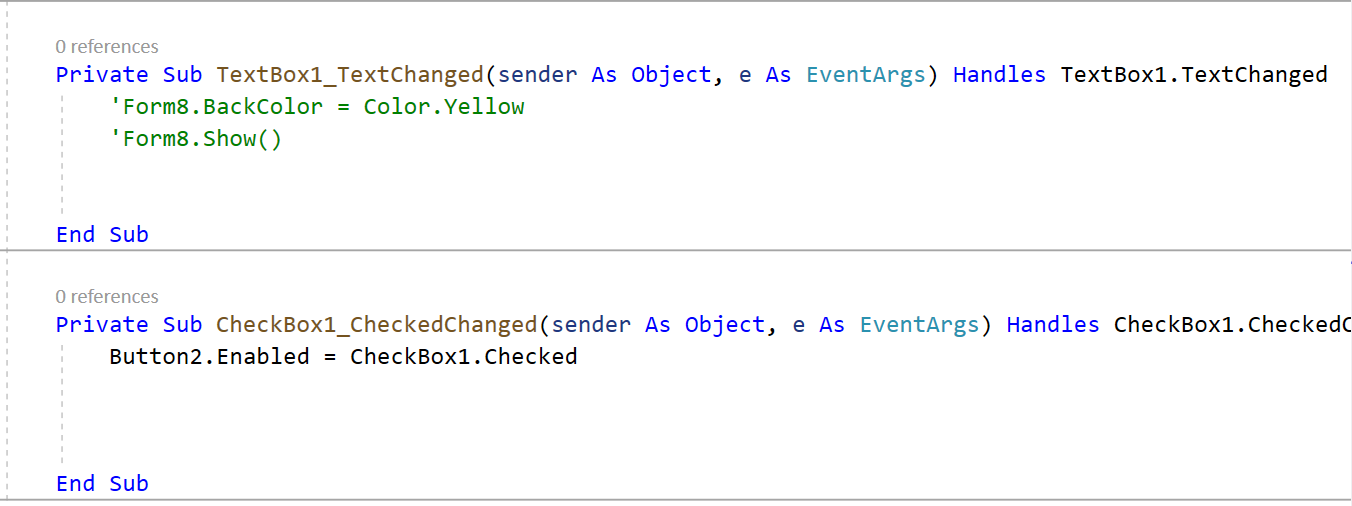 0 references
Private Sub TextBox1_TextChanged(sender As Object, e As EventArgs) Handles TextBox1.TextChanged
'Form8.BackColor = Color.Yellow
'Form8.Show()
End Sub
0 references
Private Sub CheckBox1_CheckedChanged(sender As Object, e As EventArgs) Handles CheckBox1.CheckedC
Button2.Enabled = CheckBox1.Checked
End Sub